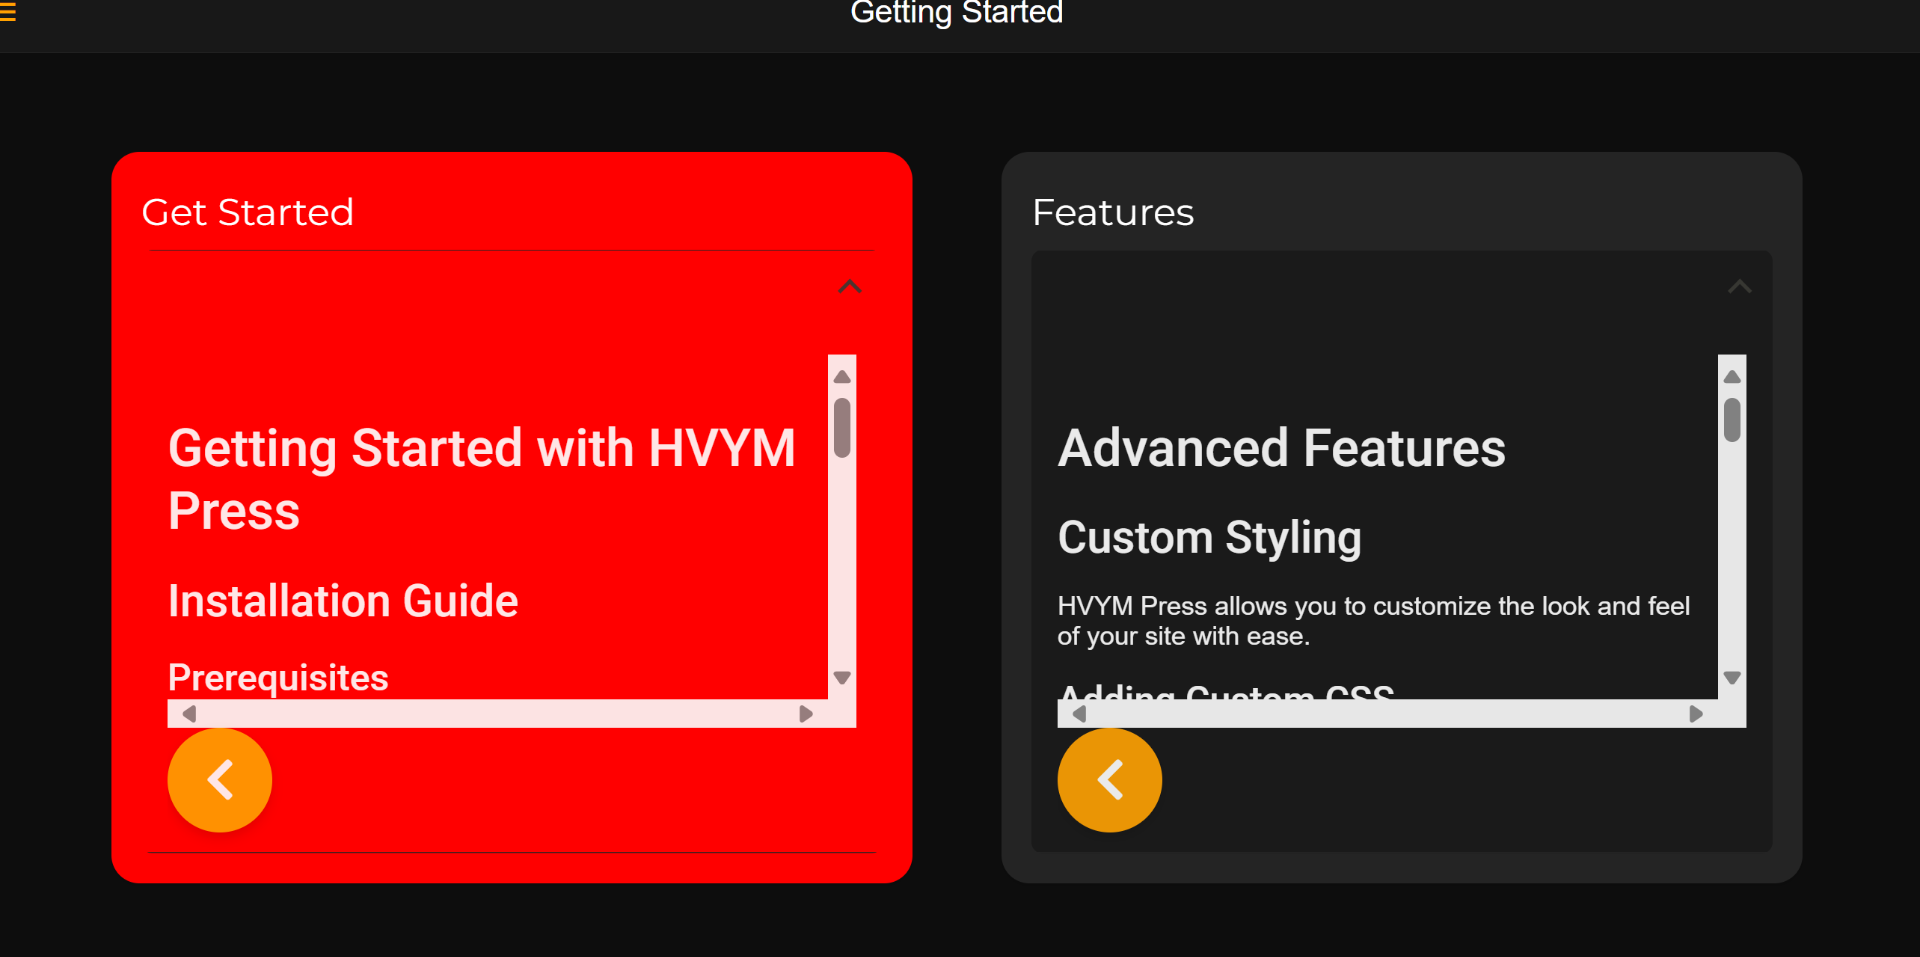 Getting Started
Get Started
Getting Started with HVYM
Press
Installation Guide
Prerequisites
Features
Advanced Features
Custom Styling
HVYM Press allows you to customize the look and feel
of your site with ease.
Adding Custom CSS